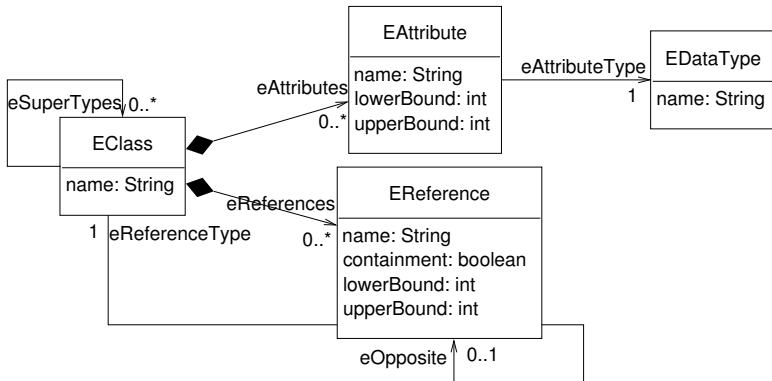 EAttribute
name: String
lowerBound: int
upperBound: int
eAttributeType
1
EDataType
name: String
eAttributes
0..*
eSuperTypes
0..*
EClass
name: String
eReferences
0..*
EReference
name: String
containment: boolean
lowerBound: int
upperBound: int
1
eReferenceType
eOpposite
0..1